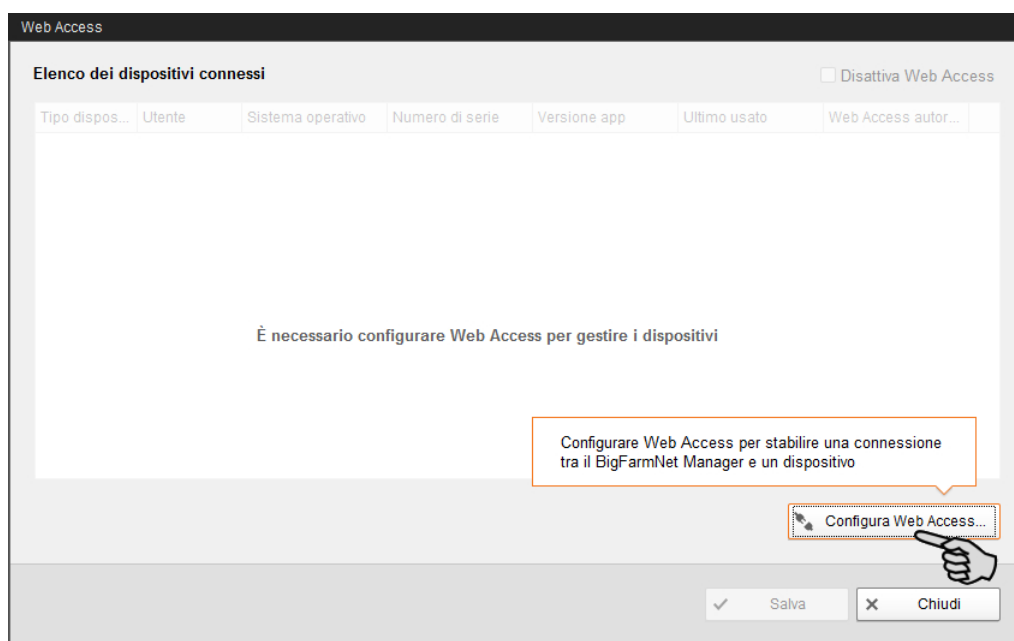 Web Access
Elenco dei dispositivi connessi
Disattiva Web Access
Tipo dispos... Utente Sistema operativo Numero di serie Versione app Ultimo usato Web Access autor...
È necessario configurare Web Access per gestire i dispositivi
Configurare Web Access per stabilire una connessione
tra il BigFarmNet Manager e un dispositivo
Configura Web Access...
Salva Chiudi